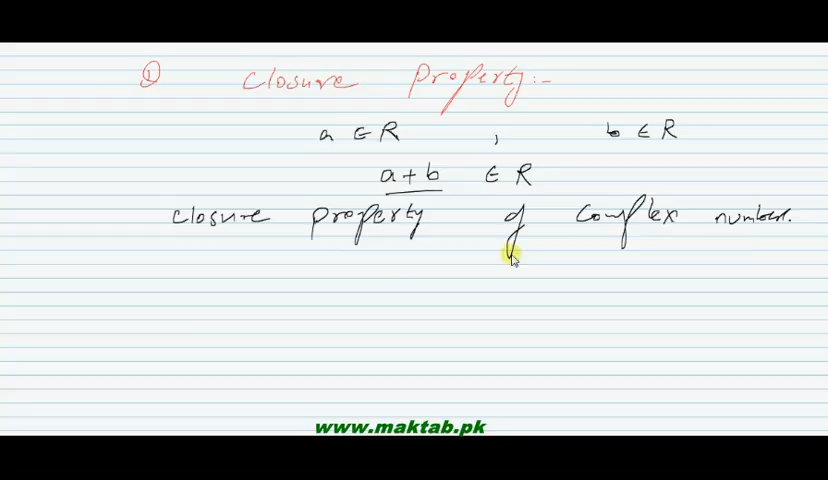 ① Closure Property:-
a ∈ R , b ∈ R
a + b ∈ R
closure property of complex number.
www.maktab.pk